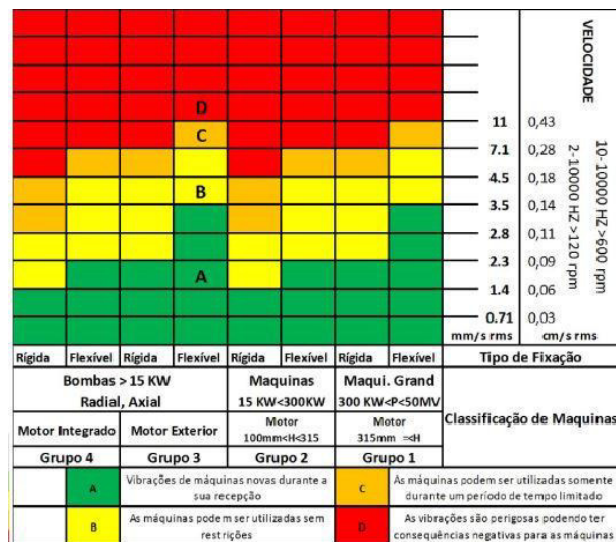 D
C
B
A
11 0,43
7.1 0,28
4.5 0,18
3.5 0,14
2.8 0,11
2.3 0,09
1.4 0,06
0.71 0,03
mm/s rms cm/s rms
VELOCIDADE
10-10000 HZ >600 rpm
2-10000 HZ >120 rpm
Rígida Flexível Rígida Flexível Rígida Flexível Rígida Flexível Tipo de Fixação
Bombas > 15 KW
Radial, Axial
Maquinas
15 KW<300KW
Maqui. Grand
300 KW<P<50MV
Classificação de Maquinas
Motor Integrado Motor Exterior
Motor
100mm<H<315
Motor
315mm =<H
Grupo 4 Grupo 3 Grupo 2 Grupo 1
A Vibrações de máquinas novas durante a
sua recepção
C Às máquinas podem ser utilizadas somente
durante um período de tempo limitado
B As máquinas podem ser utilizadas sem
restrições
D As vibrações são perigosas podendo ter
consequências negativas para as máquinas